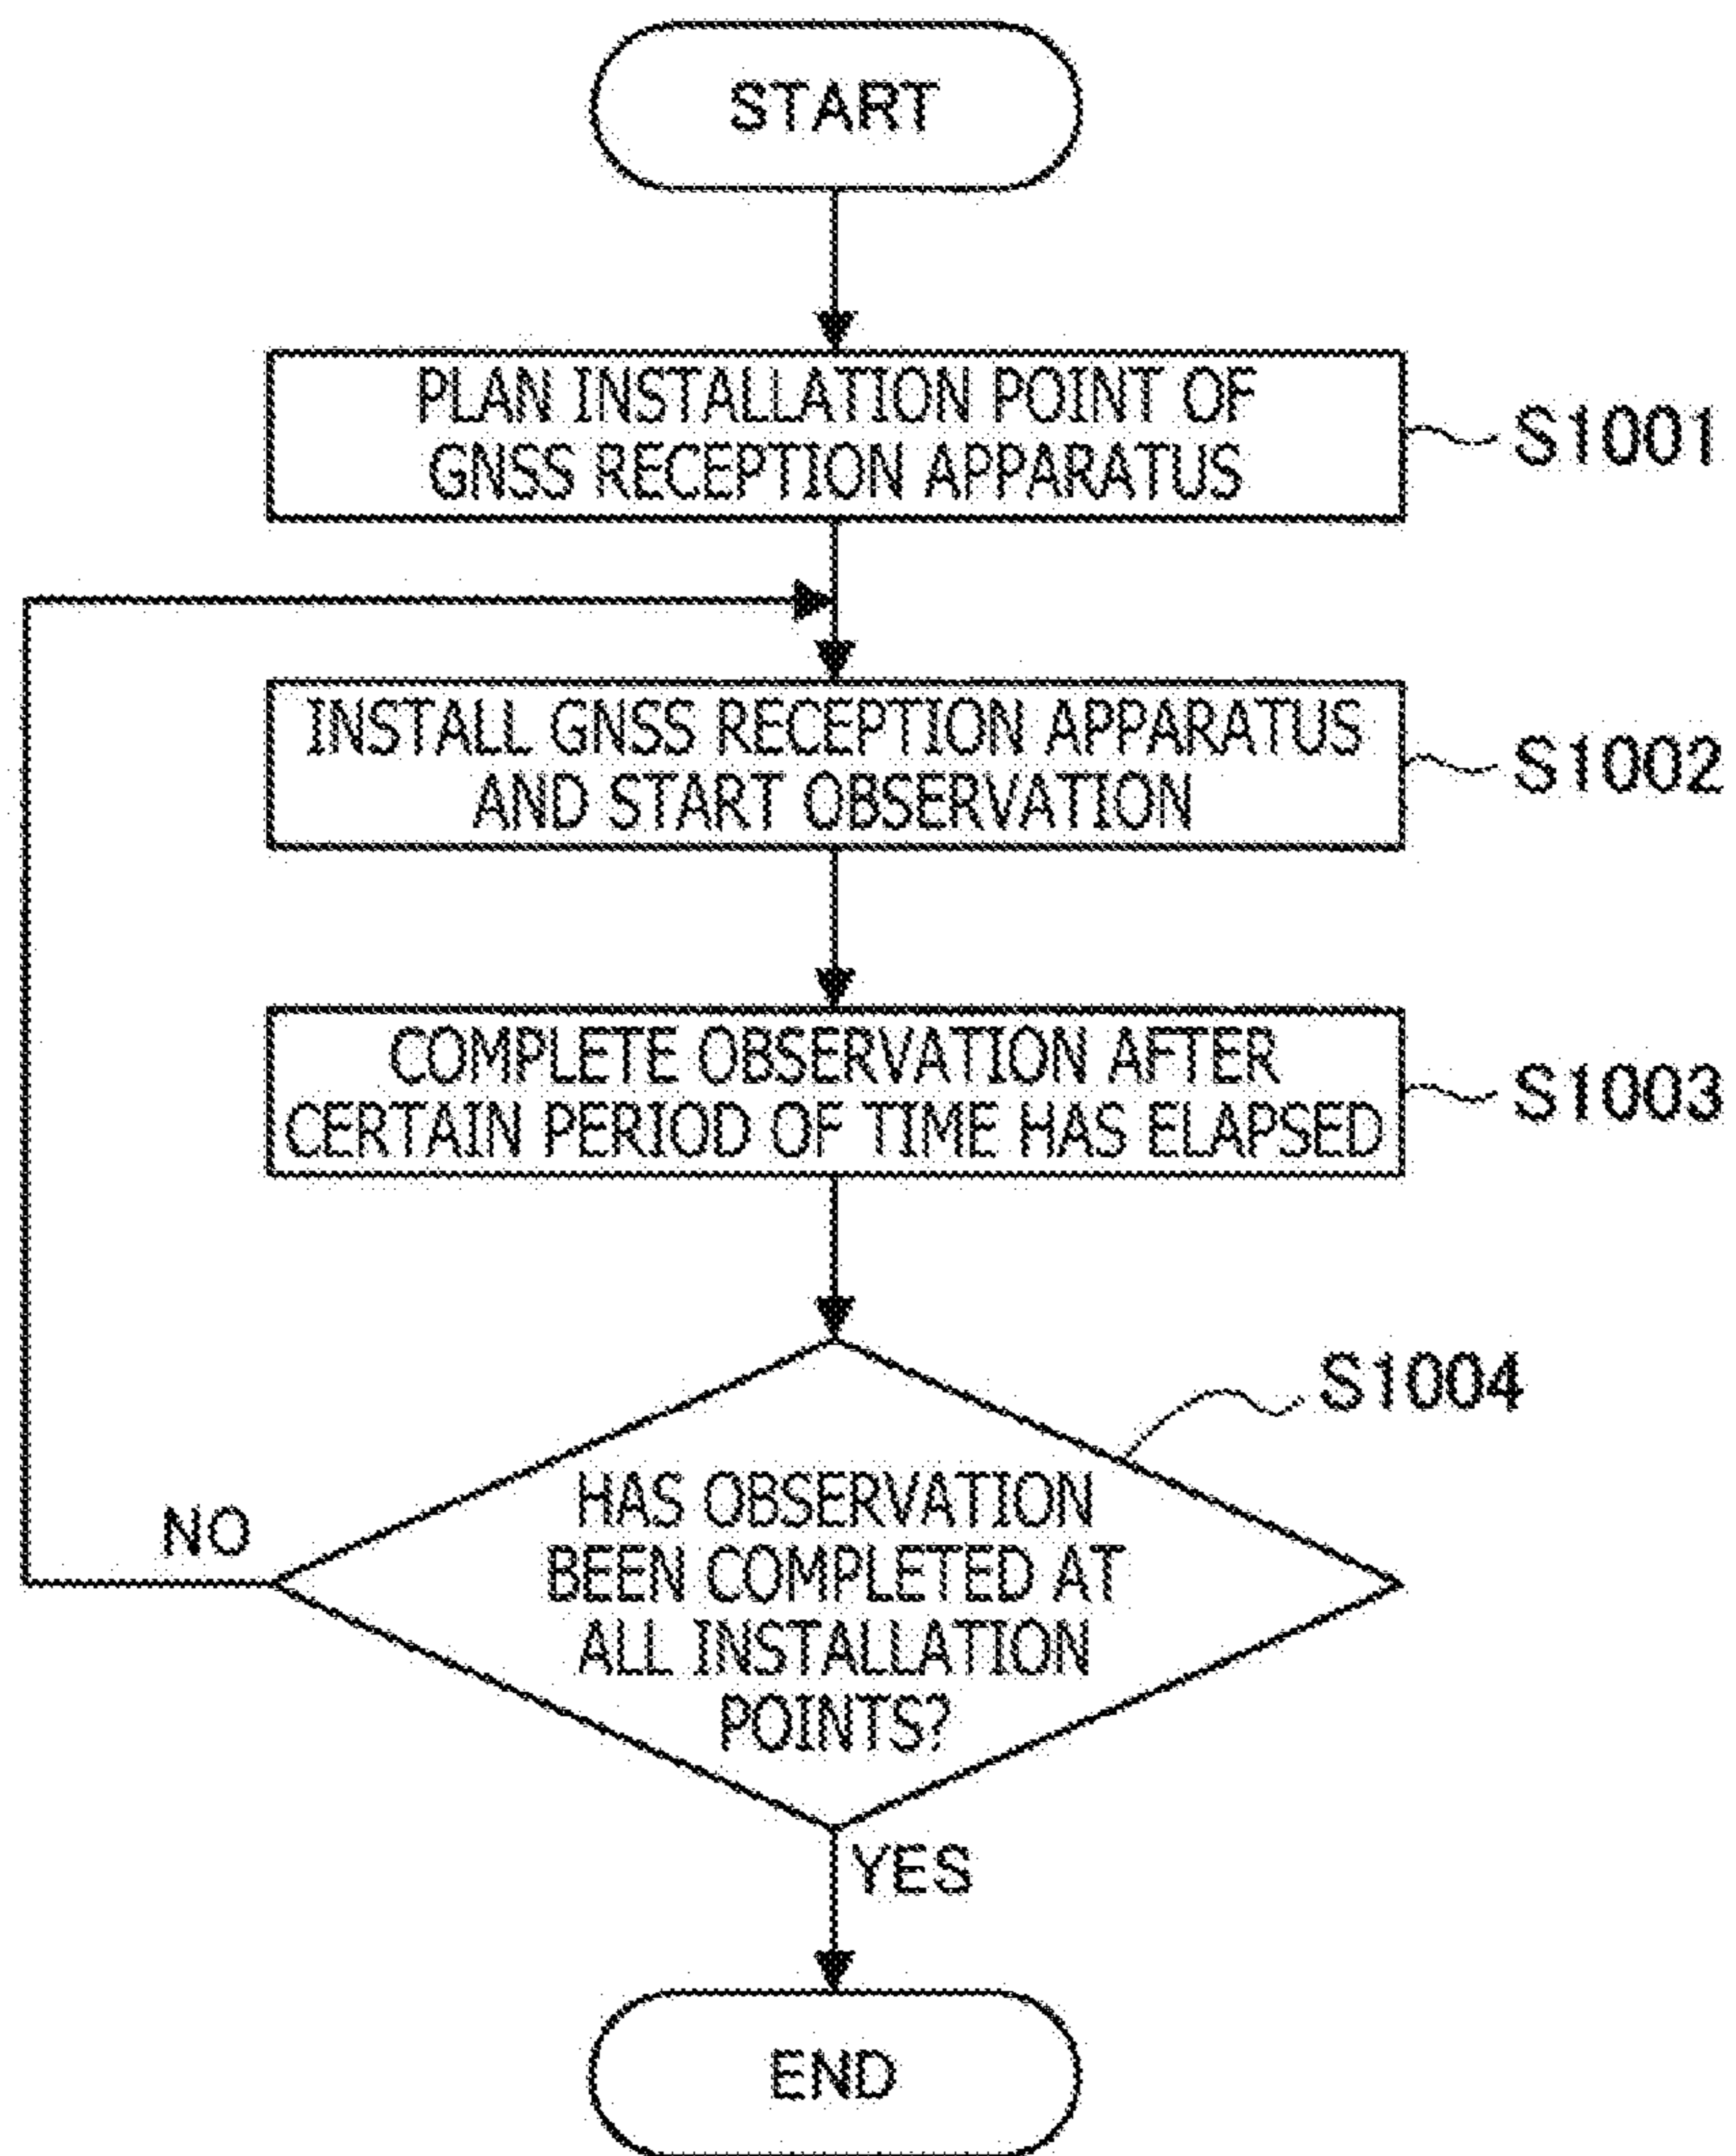 START
PLAN INSTALLATION POINT OF
GNSS RECEPTION APPARATUS
S1001
INSTALL GNSS RECEPTION APPARATUS
AND START OBSERVATION
S1002
COMPLETE OBSERVATION AFTER
CERTAIN PERIOD OF TIME HAS ELAPSED
S1003
S1004
HAS OBSERVATION
BEEN COMPLETED AT
ALL INSTALLATION
POINTS?
NO
YES
END